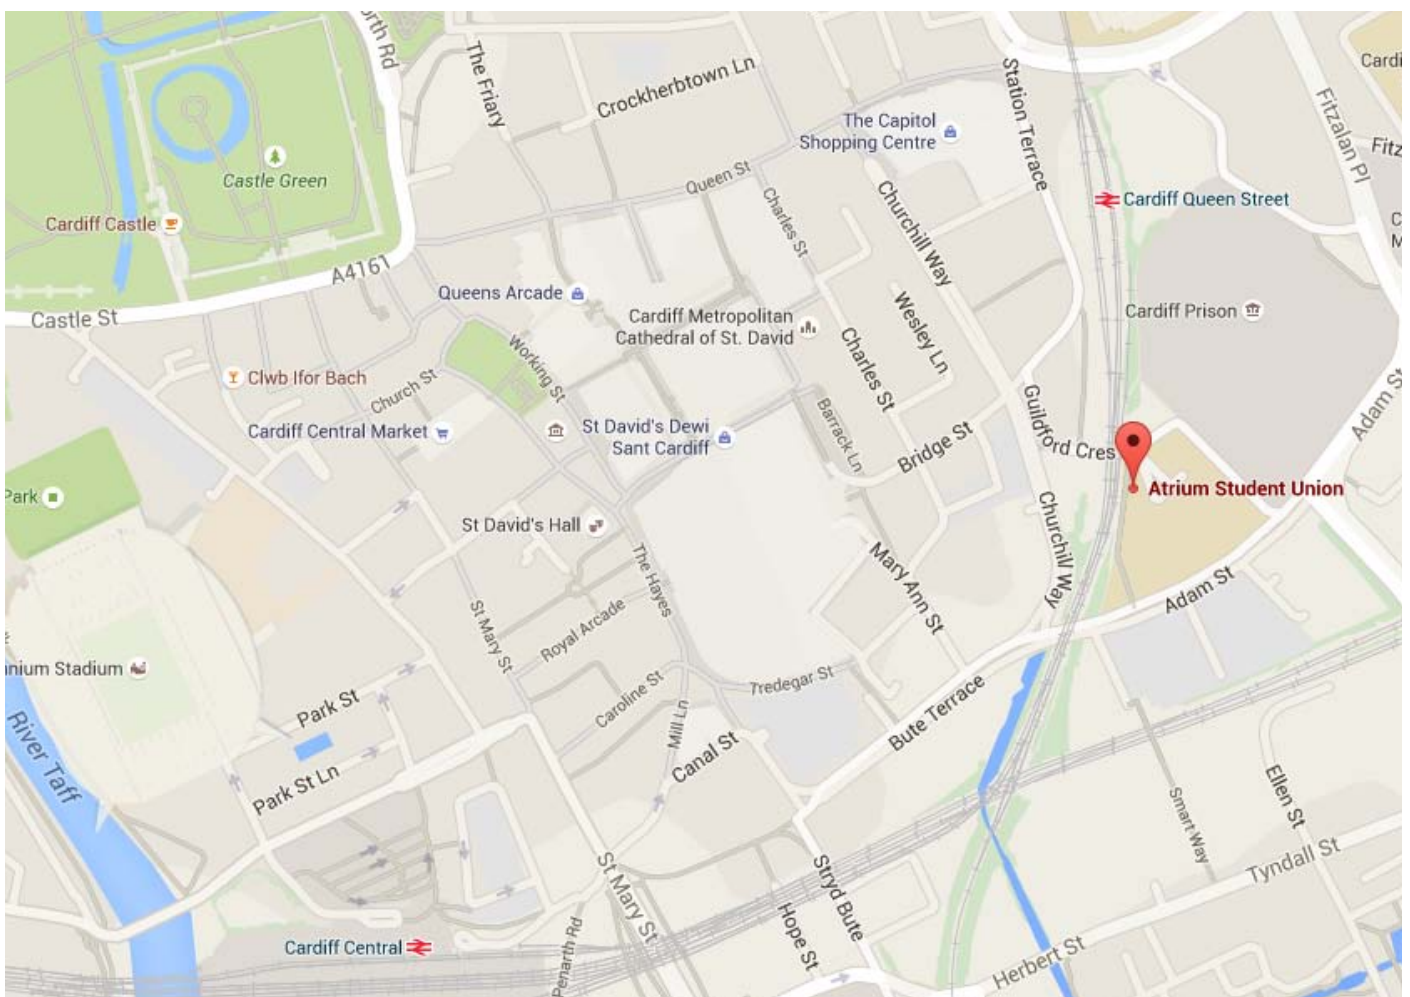 orth Rd
The Friary
Crockherbtown Ln
Station Terrace
Cardi
Fitzalan Pl
Fitz
The Capitol
Shopping Centre
Castle Green
Queen St
Charles St
Churchill Way
Cardiff Queen Street
C
M
Cardiff Castle
A4161
Castle St
Queens Arcade
Cardiff Metropolitan
Cathedral of St. David
Wesley Ln
Cardiff Prison
Working St
Charles St
Clwb Ifor Bach
Church St
Adam St
Cardiff Central Market
St David's Dewi
Sant Cardiff
Barrack Ln
Bridge St
Guildford Cres
Park
Atrium Student Union
St David's Hall
Churchill Way
The Hayes
Mary Ann St
Adam St
St Mary St
Royal Arcade
nnium Stadium
Park St
Caroline St
Tredegar St
Bute Terrace
Mill Ln
Canal St
River Taff
Park St Ln
Smart Way
Ellen St
Tyndall St
St Mary St
Stryd Bute
Hope St
Cardiff Central
Penarth Rd
Herbert St